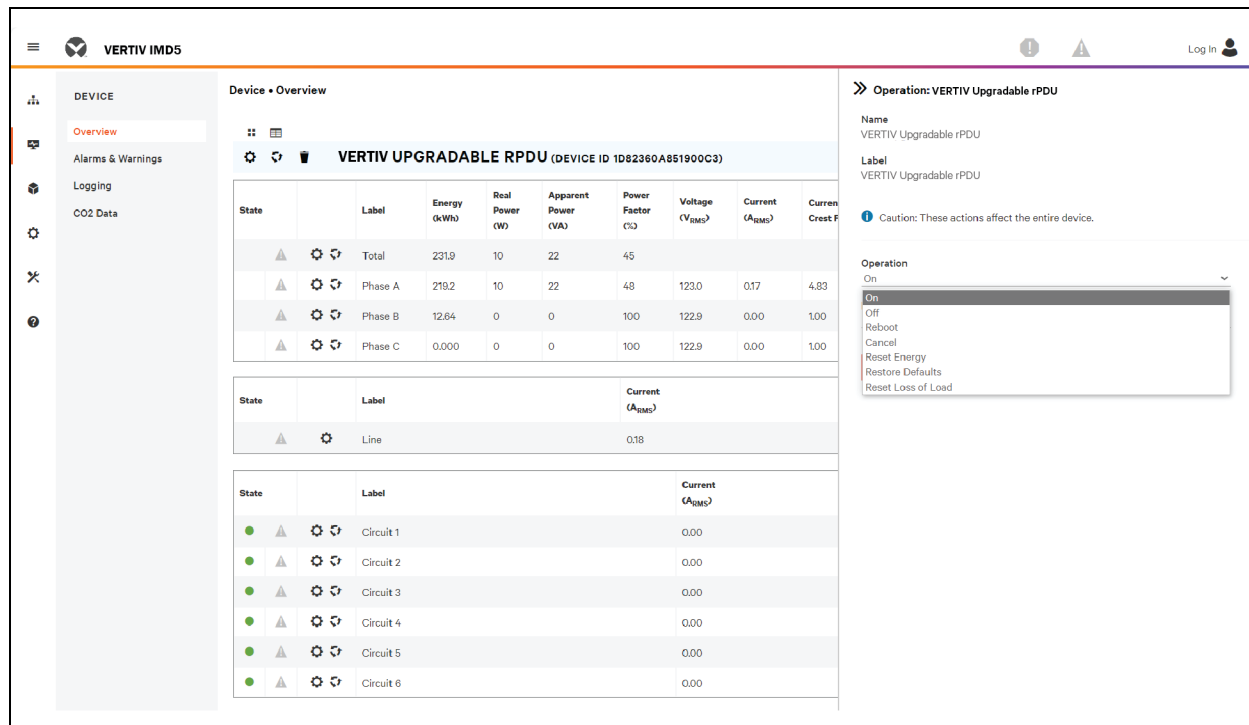 VERTIV IMD5
Log In
DEVICE
Overview
Alarms & Warnings
Logging
CO2 Data
Device • Overview
VERTIV UPGRADABLE RPDU (DEVICE ID 1D82360A851900C3)
State Label Energy (kWh) Real Power (W) Apparent Power (VA) Power Factor (%) Voltage (VRMS) Current (ARMS) Curren Crest F
Total 231.9 10 22 45
Phase A 219.2 10 22 48 123.0 0.17 4.83
Phase B 12.64 0 0 100 122.9 0.00 1.00
Phase C 0.000 0 0 100 122.9 0.00 1.00
State Label Current (ARMS)
Line 0.18
State Label Current (ARMS)
Circuit 1 0.00
Circuit 2 0.00
Circuit 3 0.00
Circuit 4 0.00
Circuit 5 0.00
Circuit 6 0.00
Operation: VERTIV Upgradable rPDU
Name
VERTIV Upgradable rPDU
Label
VERTIV Upgradable rPDU
Caution: These actions affect the entire device.
Operation
On
On
Off
Reboot
Cancel
Reset Energy
Restore Defaults
Reset Loss of Load